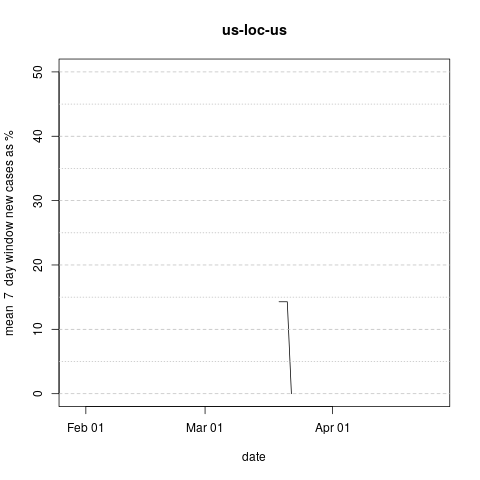 us-loc-us
mean  7  day window new cases as %
50
40
30
20
10
0
Feb 01
Mar 01
Apr 01
date